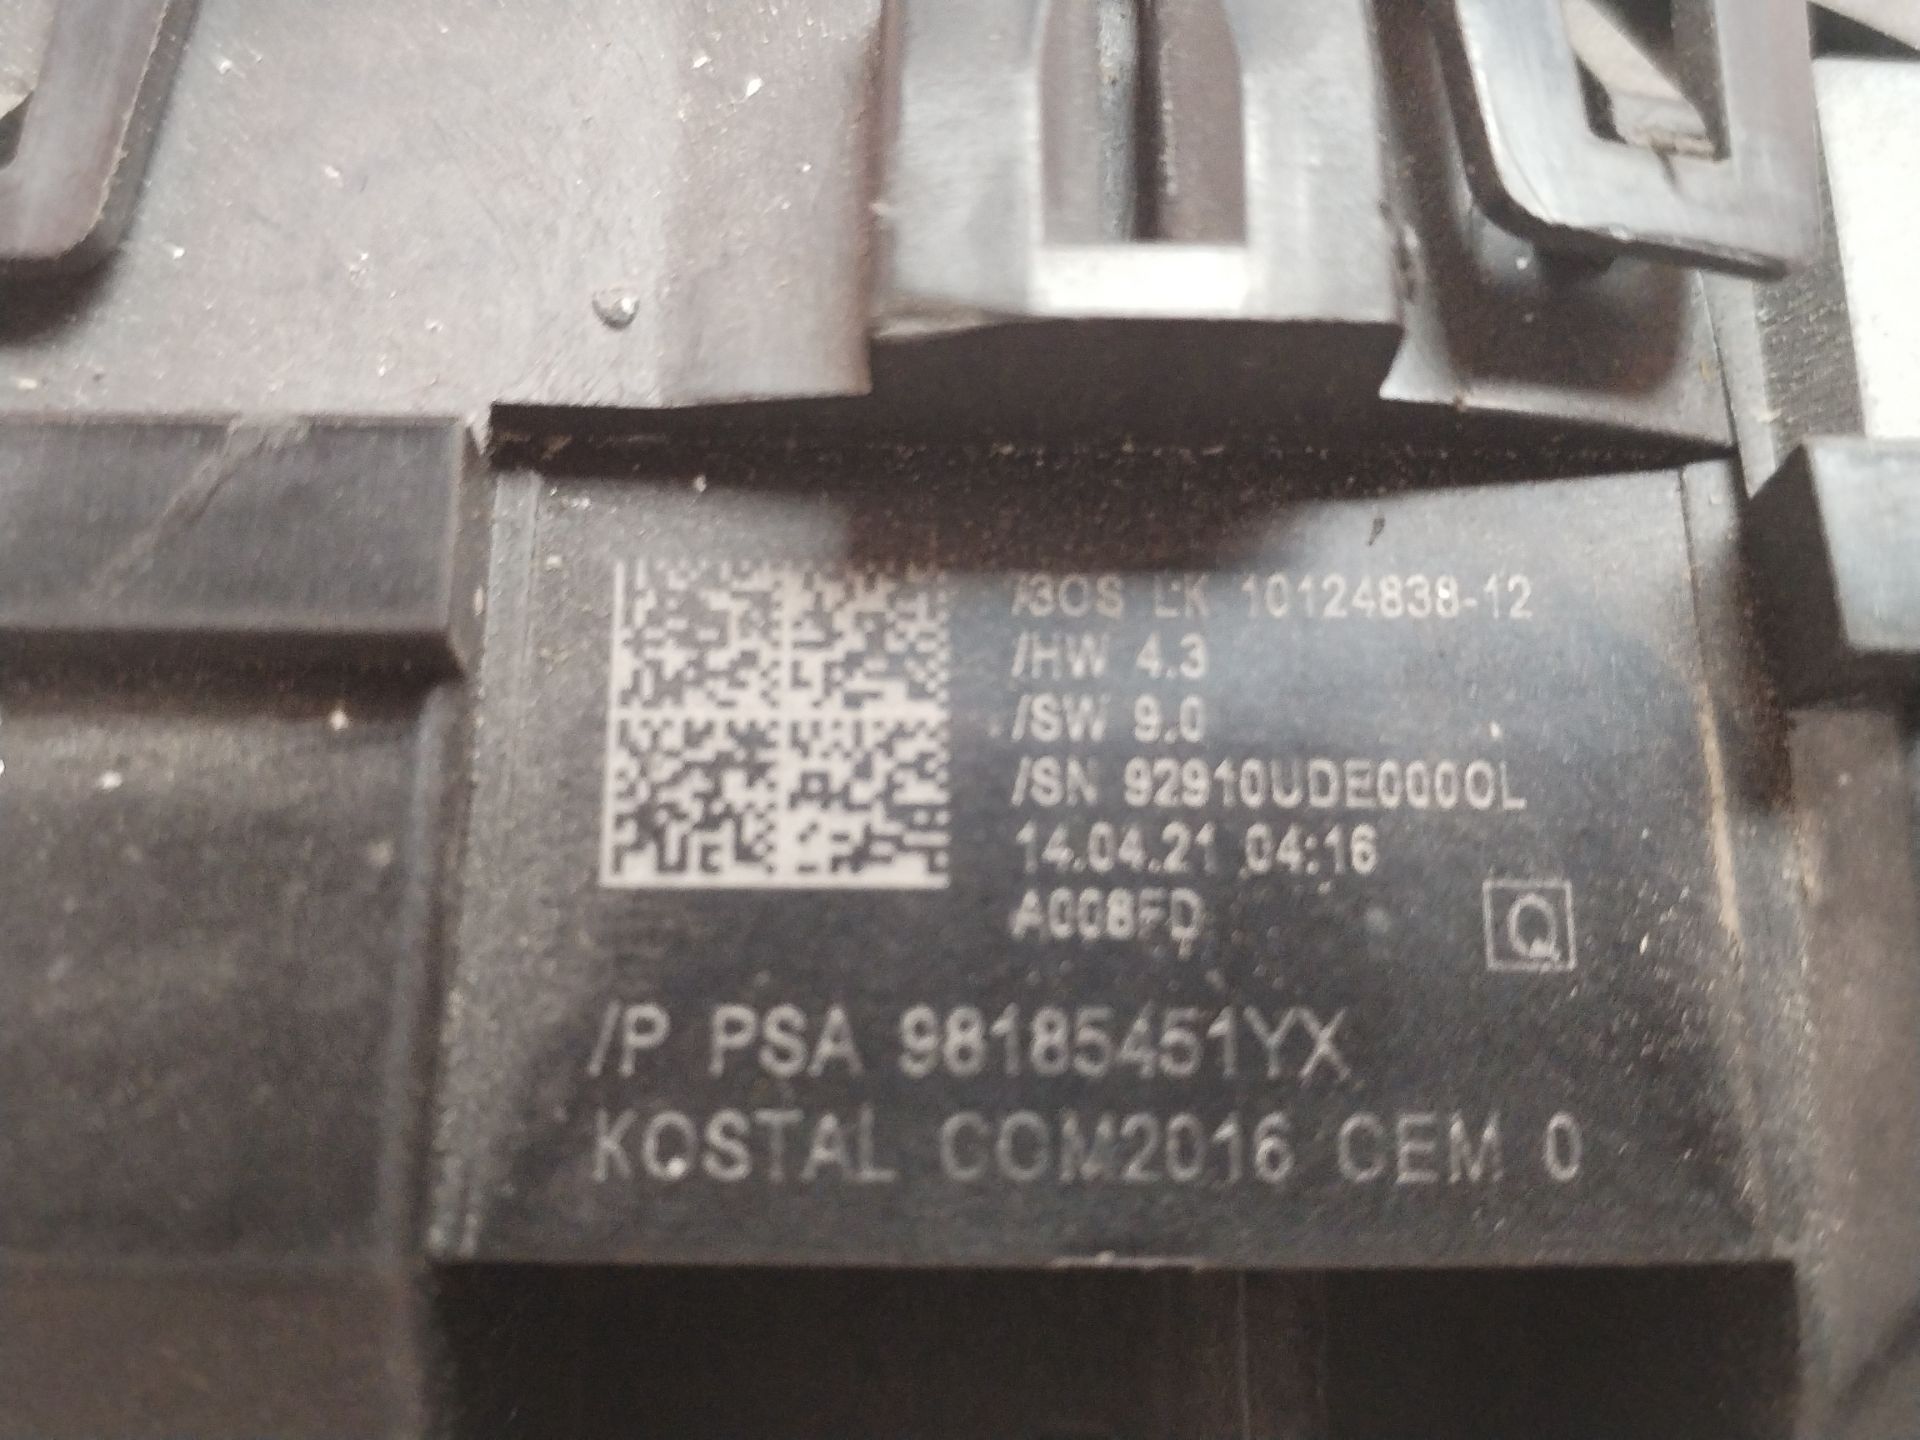 /3OS LK 10124838-12
/HW 4.3
/SW 9.0
/SN 92910UDE0000L
14.04.21 04:16
A008FD
Q
/P PSA 98185451YX
KOSTAL COM2016 CEM 0